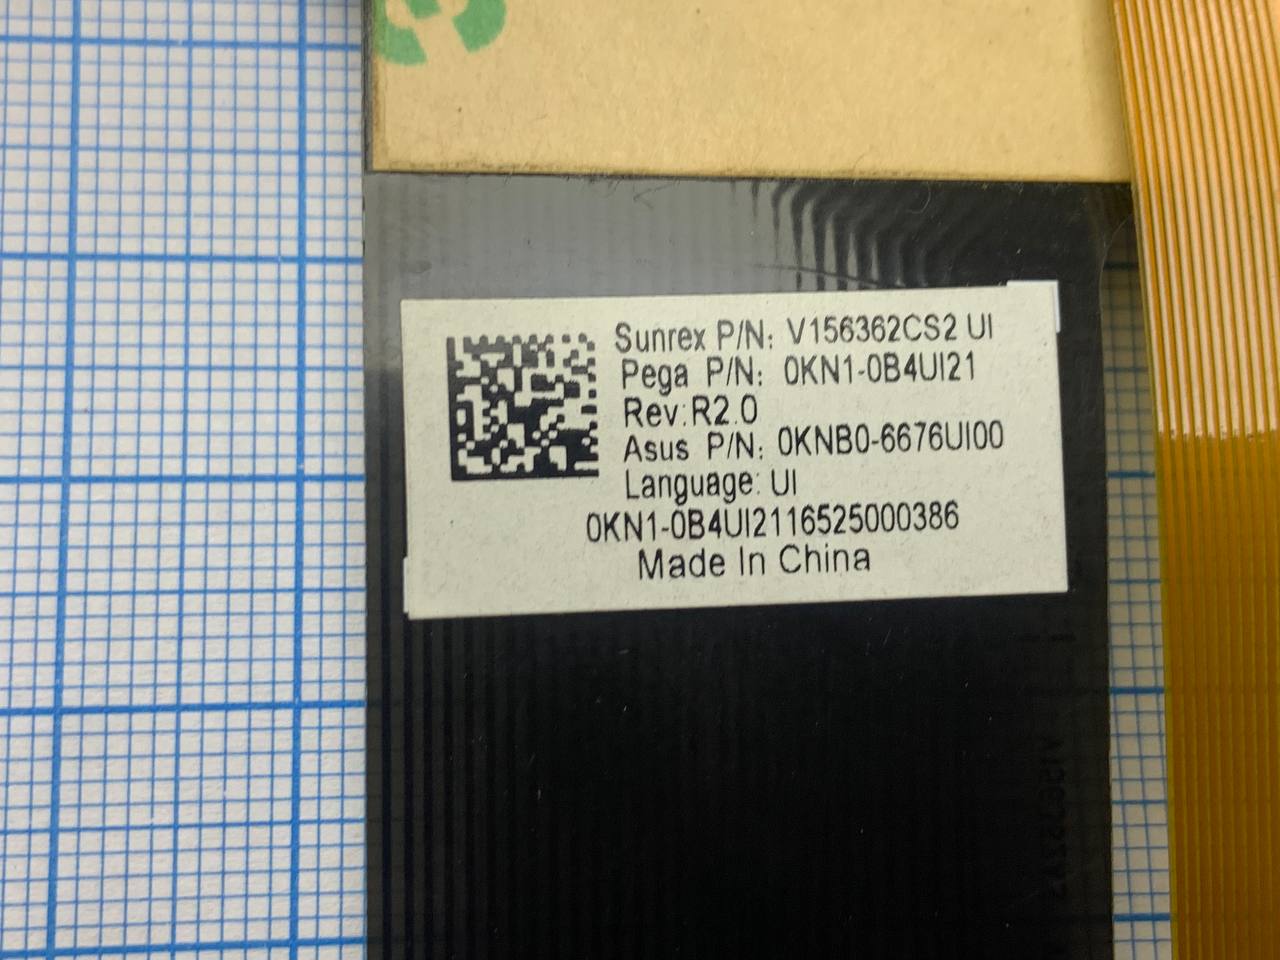 Sunrex P/N: V156362CS2 UI
Pega P/N: 0KN1-0B4UI21
Rev:R2.0
Asus P/N: 0KNB0-6676UI00
Language: UI
0KN1-0B4UI2116525000386
Made In China